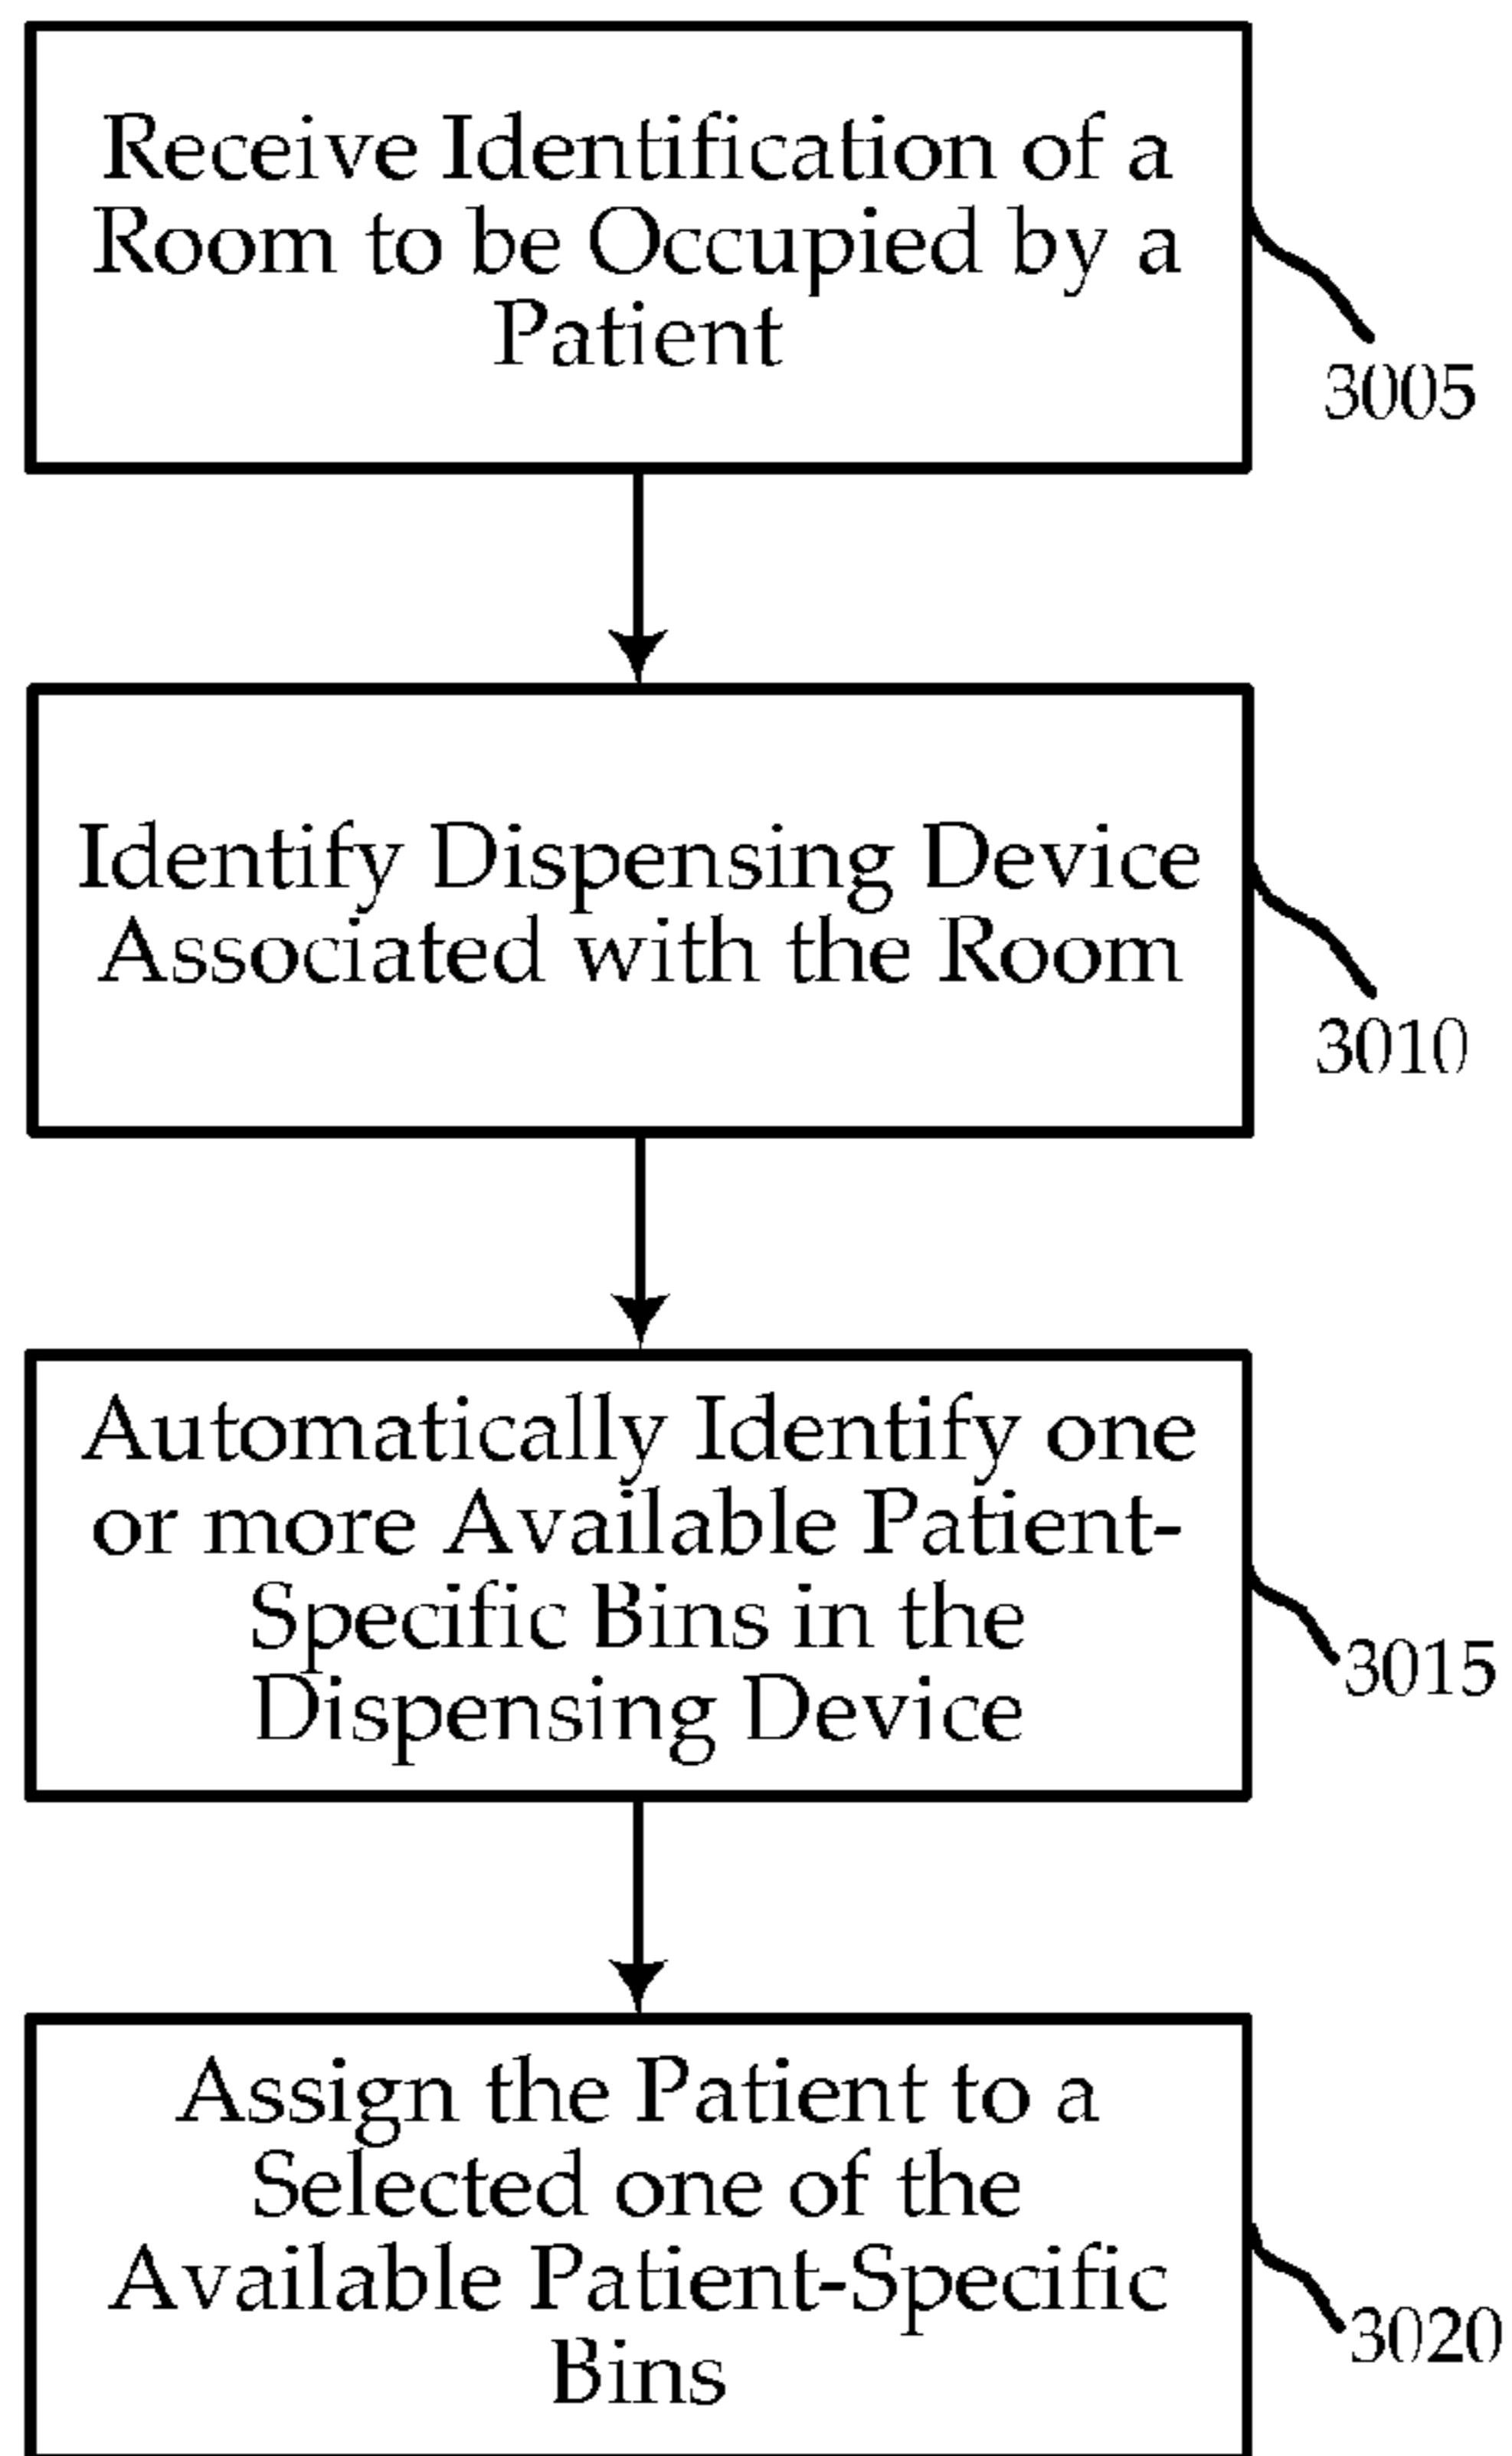 Receive Identification of a
Room to be Occupied by a
Patient
3005
Identify Dispensing Device
Associated with the Room
3010
Automatically Identify one
or more Available Patient-
Specific Bins in the
Dispensing Device
3015
Assign the Patient to a
Selected one of the
Available Patient-Specific
Bins
3020